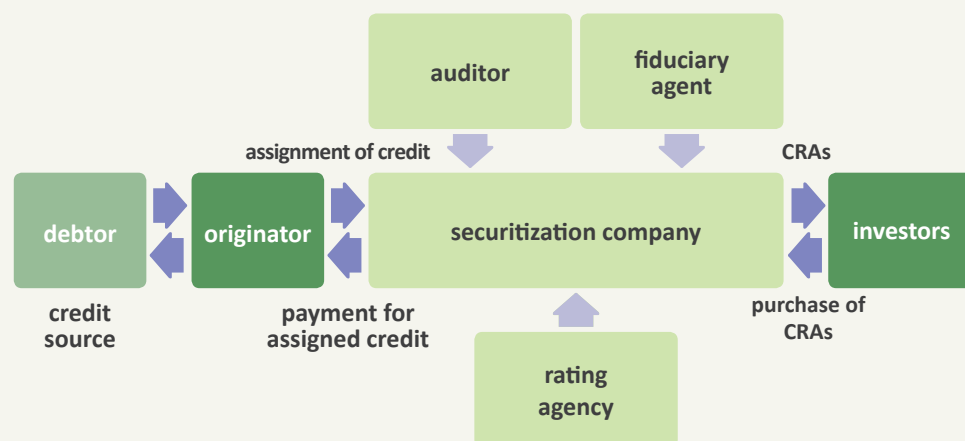 auditor
fiduciary
agent
assignment of credit
CRAs
debtor
originator
securitization company
investors
credit
source
payment for
assigned credit
purchase of
CRAs
rating
agency